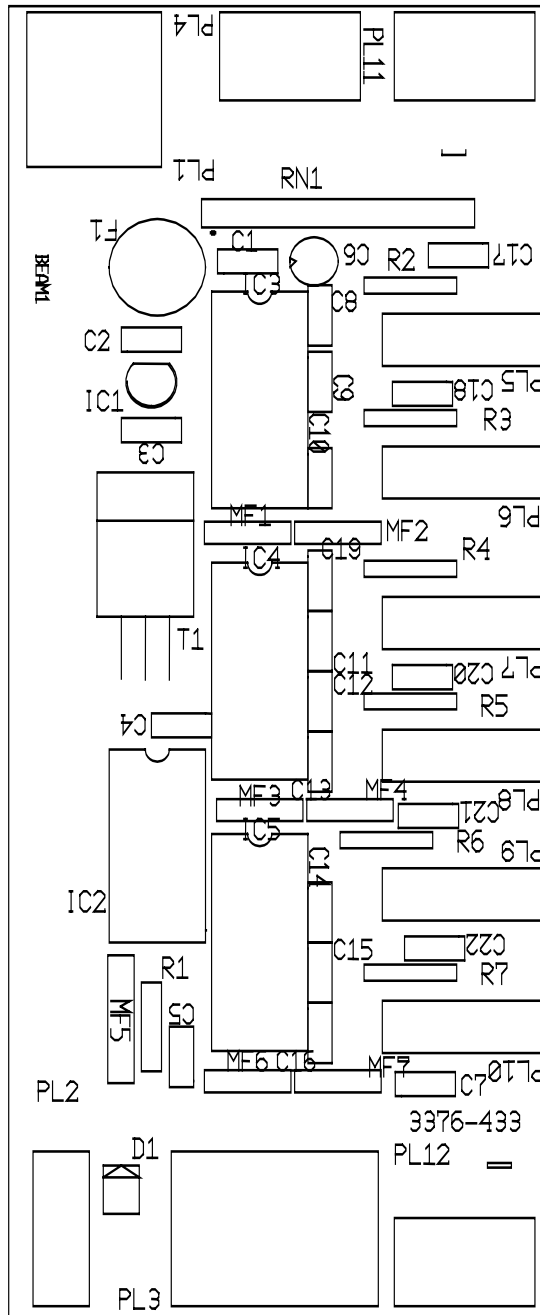 PL4
PL11
PL1
RN1
F1
C1
C6
C17
BEAM1
IC3
R2
C8
C2
PL5
IC1
C9
C18
C3
C10
R3
MF1
MF2
PL6
IC4
C19
R4
T1
C11
PL7
C12
C20
R5
C4
MF3
C13
MF4
PL8
C21
IC5
R6
PL9
C14
IC2
C15
C22
R1
R7
MF5
C5
MF6
C16
MF7
PL10
C7
PL2
3376-433
D1
PL12
PL3